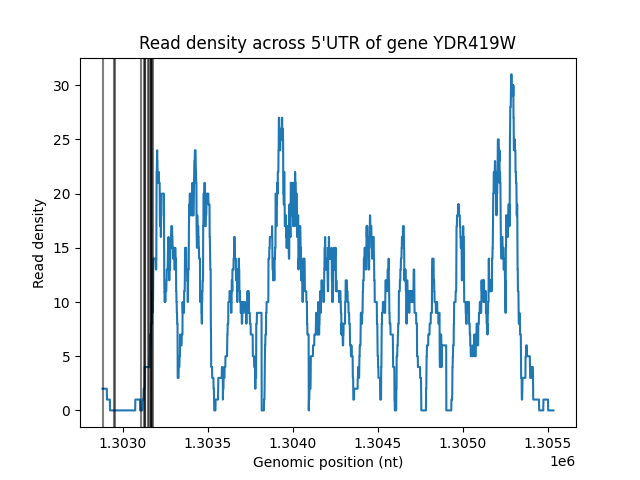 Read density across 5'UTR of gene YDR419W
30
25
20
15
10
5
0
Read density
1.3030 1.3035 1.3040 1.3045 1.3050 1.3055
1e6
Genomic position (nt)